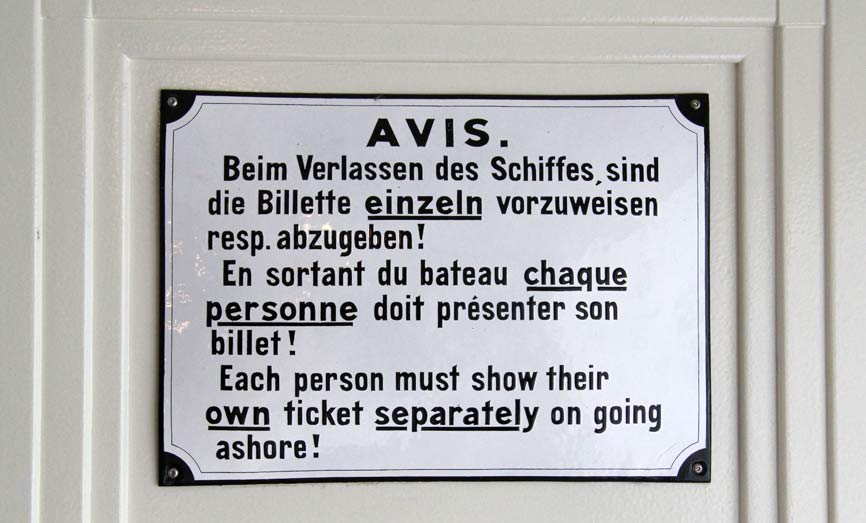 AVIS.
Beim Verlassen des Schiffes, sind
die Billette einzeln vorzuweisen
resp. abzugeben!
En sortant du bateau chaque
personne doit présenter son
billet!
Each person must show their
own ticket separately on going
ashore!